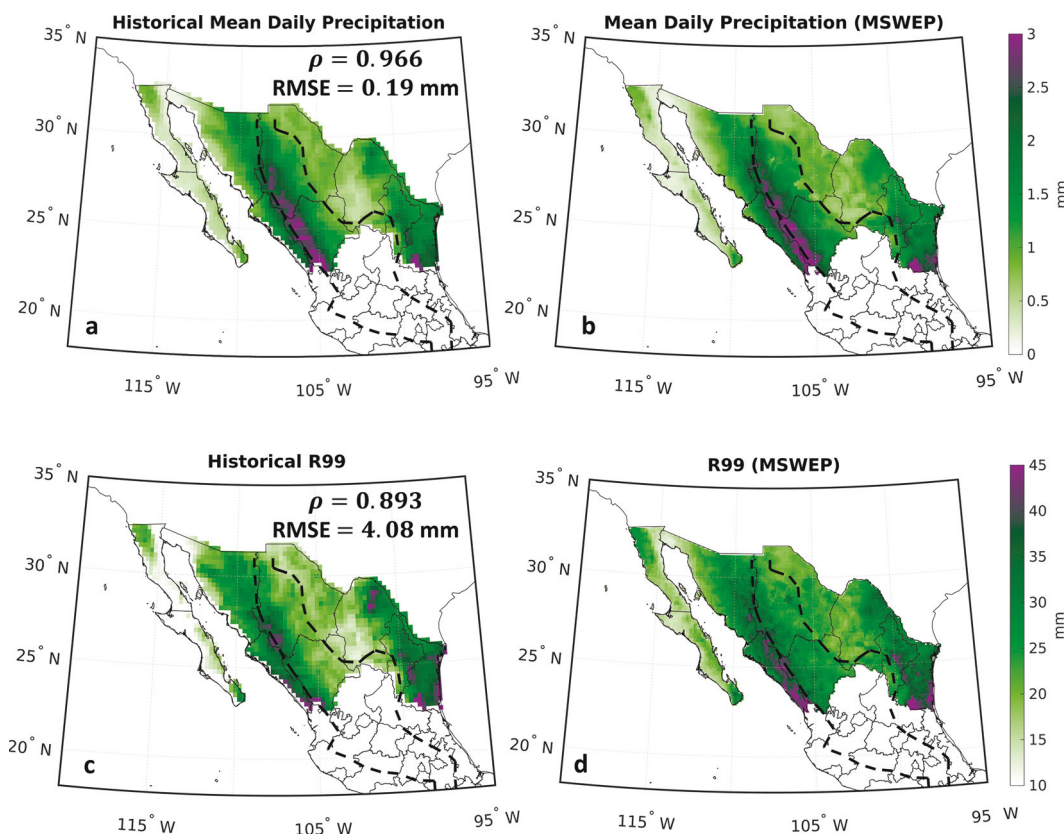 Historical Mean Daily Precipitation
ρ = 0.966
RMSE = 0.19 mm
35° N
30° N
25° N
20° N
a
115° W
105° W
95° W
Mean Daily Precipitation (MSWEP)
35° N
30° N
25° N
20° N
b
115° W
105° W
95° W
3
2.5
2
1.5
1
0.5
0
mm
Historical R99
ρ = 0.893
RMSE = 4.08 mm
35° N
30° N
25° N
20° N
c
115° W
105° W
95° W
R99 (MSWEP)
35° N
30° N
25° N
20° N
d
115° W
105° W
95° W
45
40
35
30
25
20
15
10
mm